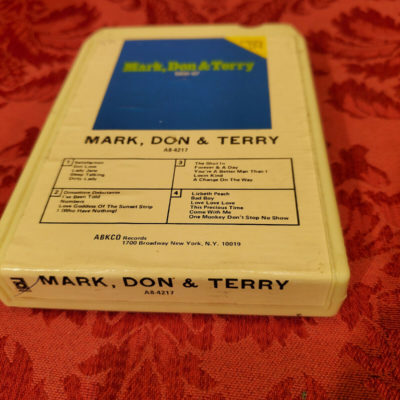 Mark, Don & Terry
MARK, DON & TERRY
A8-4217
1 Satisfaction
Don Love
Lady Jane
Sleep Talking
Dirty Lady
2 Downtown Debutante
I've Been Told
Numbers
Love Goddess Of The Sunset Strip
I (Who Have Nothing)
3 The Shut In
Forever & A Day
You're A Better Man Than I
Loves Kind
A Change On The Way
4 Lizbeth Peach
Bad Boy
Love Love Love
This Precious Time
Come With Me
One Monkey Don't Stop No Show
ABKCO Records
1700 Broadway New York, N.Y. 10019
a MARK, DON & TERRY
A8-4217